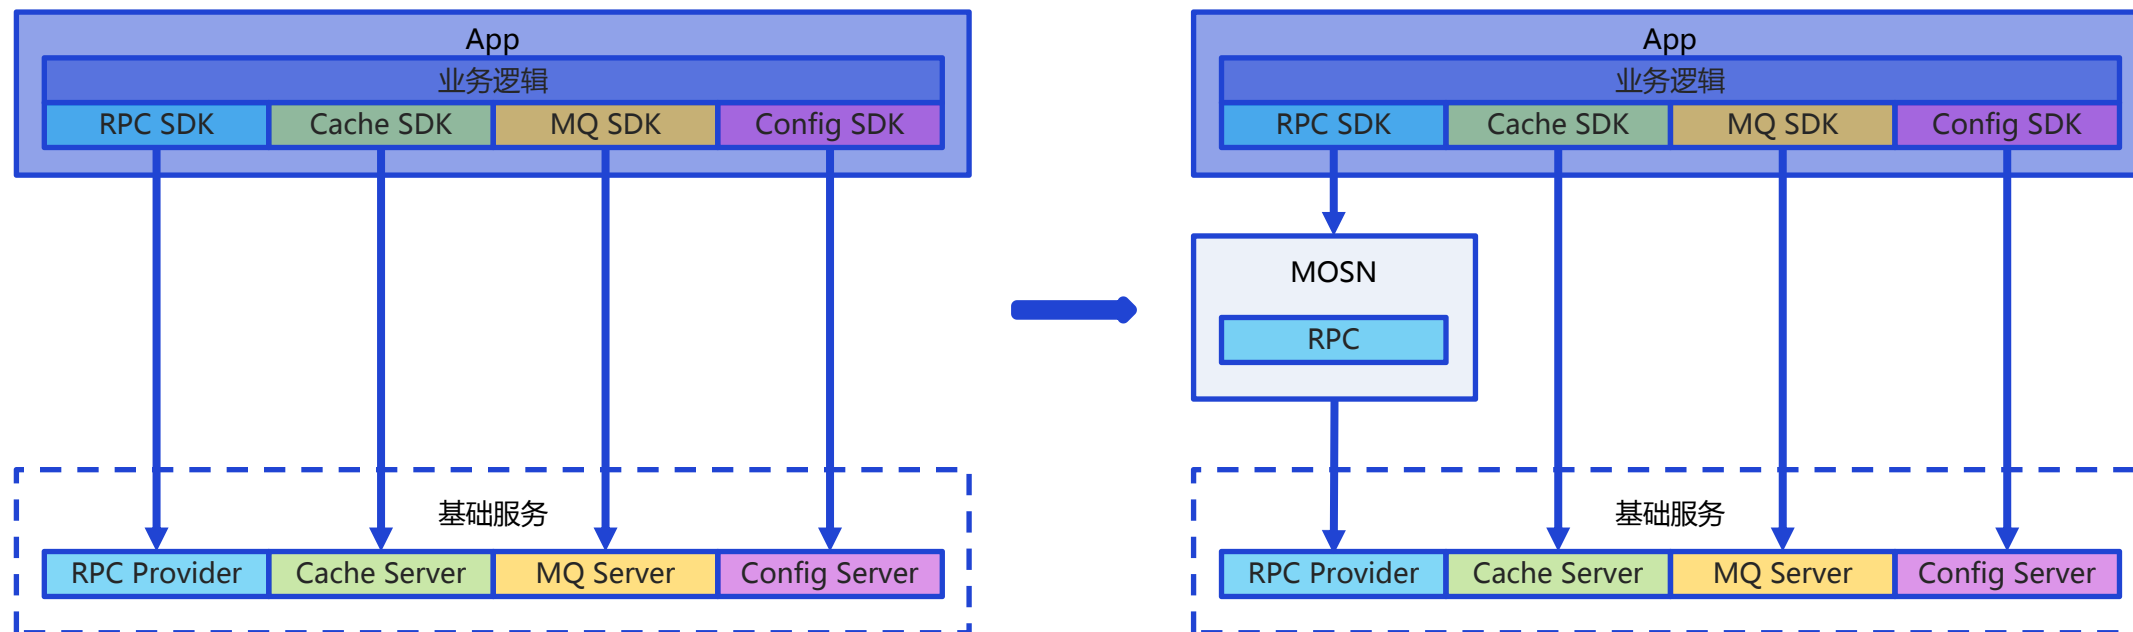 App
业务逻辑
RPC SDK Cache SDK MQ SDK Config SDK
基础服务
RPC Provider Cache Server MQ Server Config Server
App
业务逻辑
RPC SDK Cache SDK MQ SDK Config SDK
MOSN
RPC
基础服务
RPC Provider Cache Server MQ Server Config Server